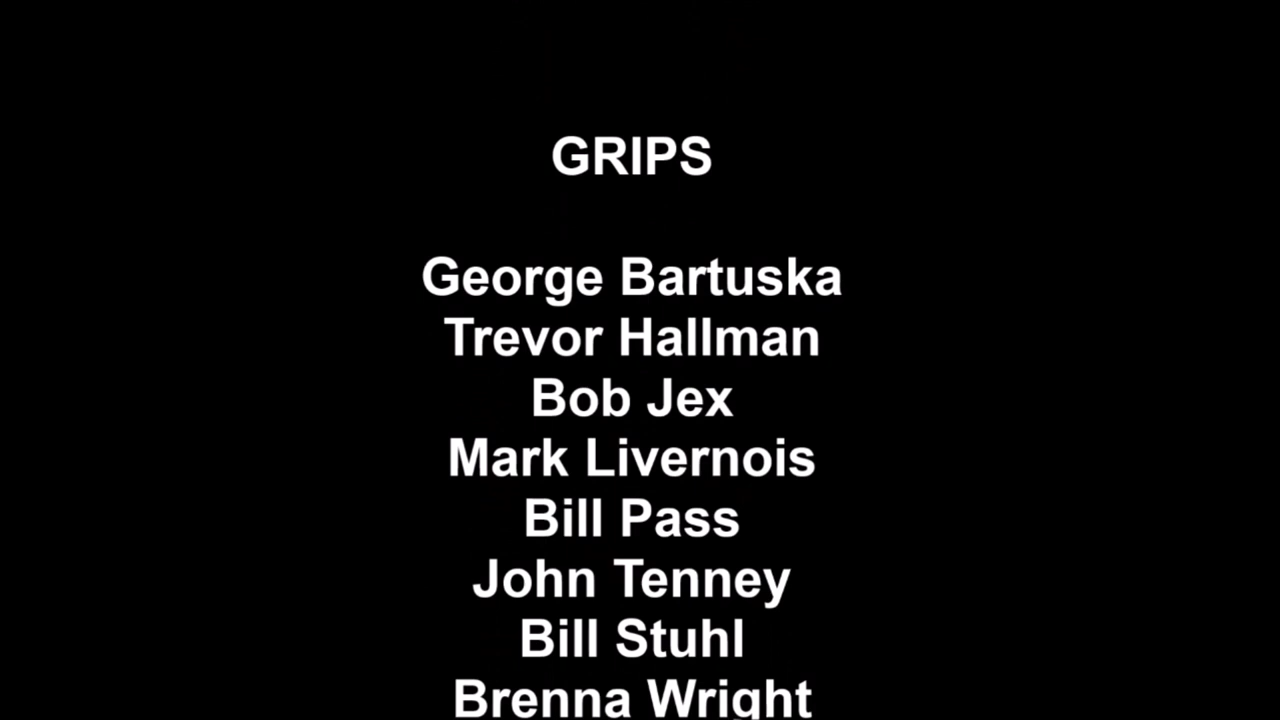 GRIPS
George Bartuska
Trevor Hallman
Bob Jex
Mark Livernois
Bill Pass
John Tenney
Bill Stuhl
Brenna Wright